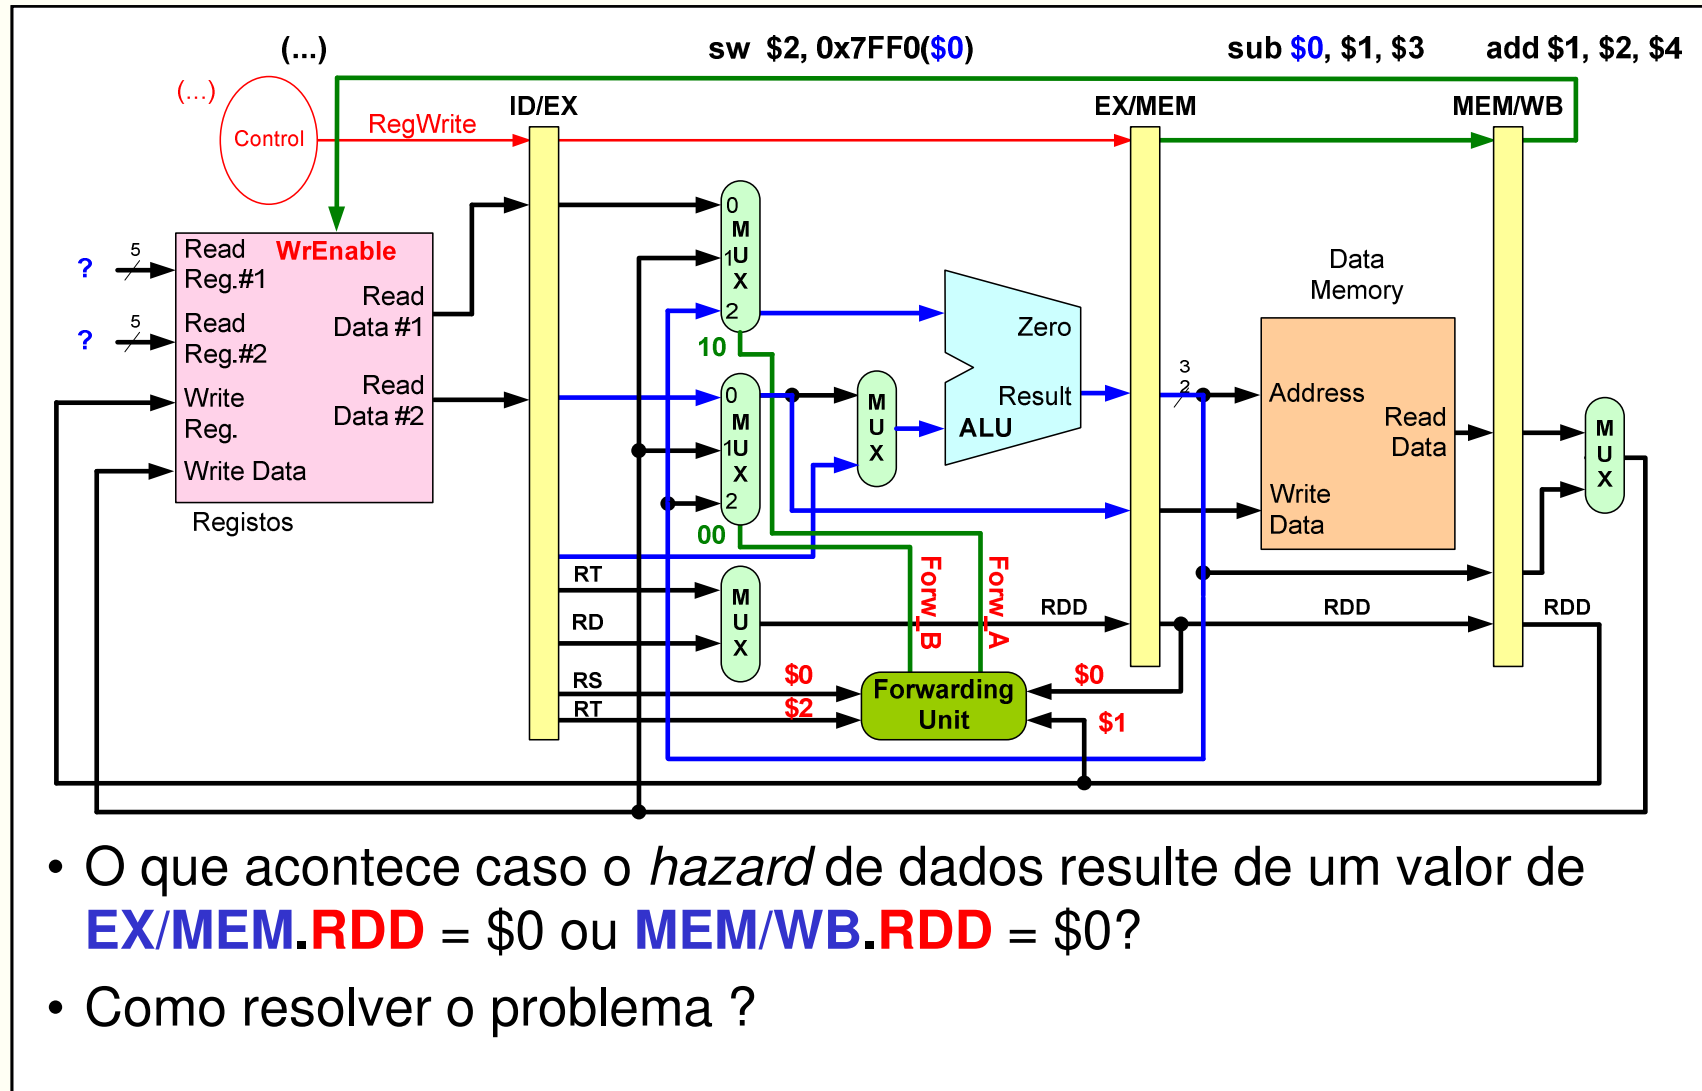 (...)
sw $2, 0x7FF0($0)
sub $0, $1, $3
add $1, $2, $4
(...)
Control
RegWrite
ID/EX
EX/MEM
MEM/WB
?
5
Read
Reg.#1
WrEnable
Read
Data #1
?
5
Read
Reg.#2
Write
Reg.
Read
Data #2
Write Data
Registos
0
M
1U
X
2
10
0
M
1U
X
2
00
M
U
X
Zero
Result
ALU
32
Data
Memory
Address
Read
Data
Write
Data
M
U
X
RT
RD
M
U
X
Forw_B
Forw_A
RDD
RDD
RDD
RS
$0
RT
$2
Forwarding
Unit
$0
$1
• O que acontece caso o hazard de dados resulte de um valor de
EX/MEM.RDD = $0 ou MEM/WB.RDD = $0?
• Como resolver o problema ?